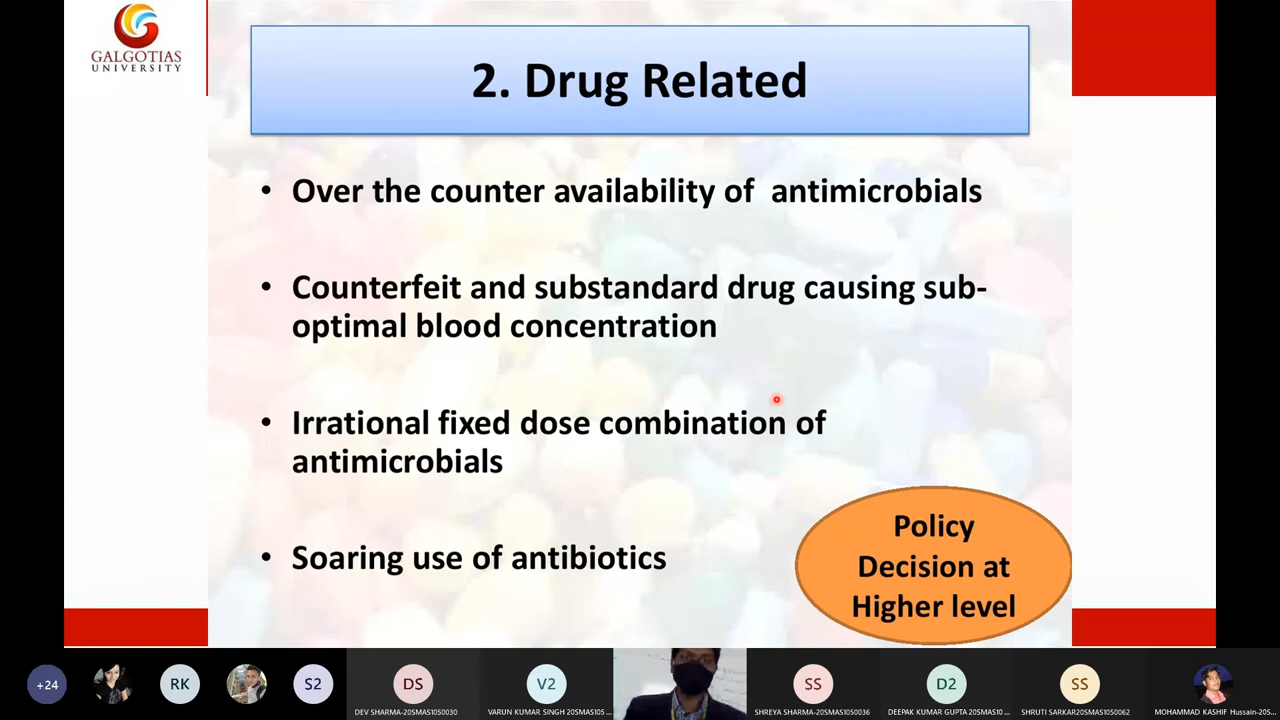 GALGOTIAS
UNIVERSITY
2. Drug Related
• Over the counter availability of antimicrobials
• Counterfeit and substandard drug causing sub-
optimal blood concentration
• Irrational fixed dose combination of
antimicrobials
• Soaring use of antibiotics
Policy
Decision at
Higher level
+24
RK
S2
DS
V2
SS
D2
SS
DEV SHARMA-20SMAS1050030
VARUN KUMAR SINGH 20SMAS105...
SHREYA SHARMA-20SMAS1050036
DEEPAK KUMAR GUPTA 20SMAS10...
SHRUTI SARKAR20SMAS1050062
MOHAMMAD KASHIF Hussain-20S...